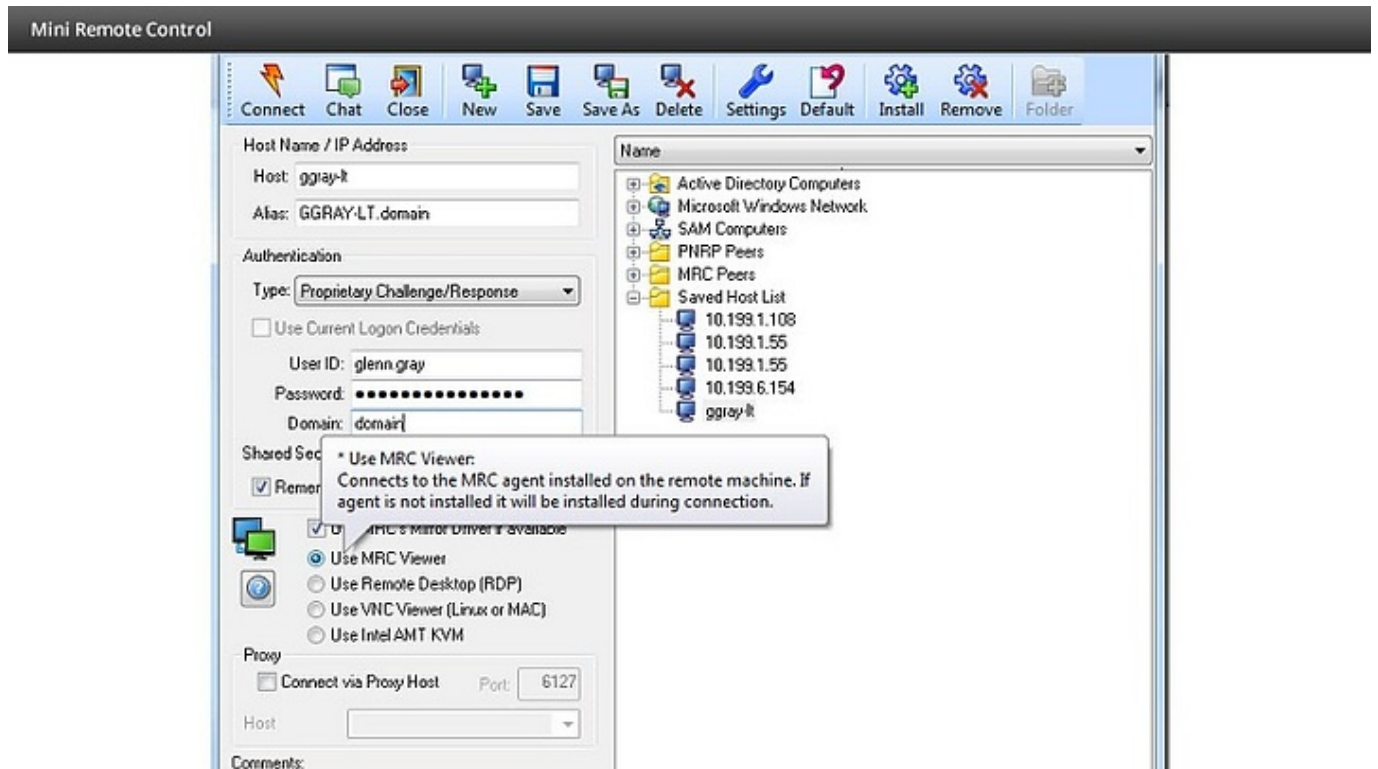 Mini Remote Control
Connect Chat Close New Save Save As Delete Settings Default Install Remove Folder
Host Name / IP Address
Host: ggray-lt
Alias: GGRAY-LT.domain
Authentication
Type: Proprietary Challenge/Response
Use Current Logon Credentials
User ID: glenn.gray
Password:
Domain: domain
Shared Sec
Remem
* Use MRC Viewer:
Connects to the MRC agent installed on the remote machine. If
agent is not installed it will be installed during connection.
Use MRC's Mirror Driver if available
Use MRC Viewer
Use Remote Desktop (RDP)
Use VNC Viewer (Linux or MAC)
Use Intel AMT KVM
Proxy
Connect via Proxy Host Port: 6127
Host
Comments:
Name
Active Directory Computers
Microsoft Windows Network
SAM Computers
PNRP Peers
MRC Peers
Saved Host List
10.199.1.108
10.199.1.55
10.199.1.55
10.199.6.154
ggray-lt